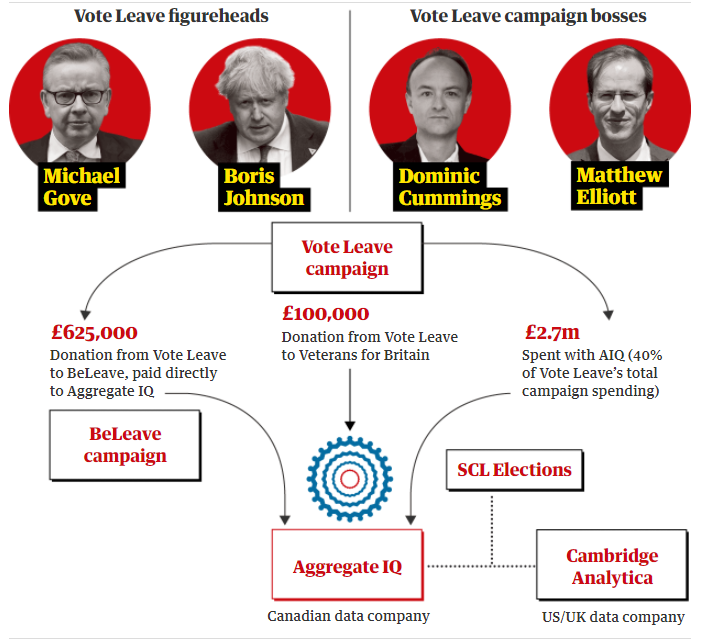 Vote Leave figureheads
Vote Leave campaign bosses
Michael
Gove
Boris
Johnson
Dominic
Cummings
Matthew
Elliott
Vote Leave
campaign
£625,000
Donation from Vote Leave
to BeLeave, paid directly
to Aggregate IQ
£100,000
Donation from Vote Leave
to Veterans for Britain
£2.7m
Spent with AIQ (40%
of Vote Leave's total
campaign spending)
BeLeave
campaign
SCL Elections
Aggregate IQ
Canadian data company
Cambridge
Analytica
US/UK data company